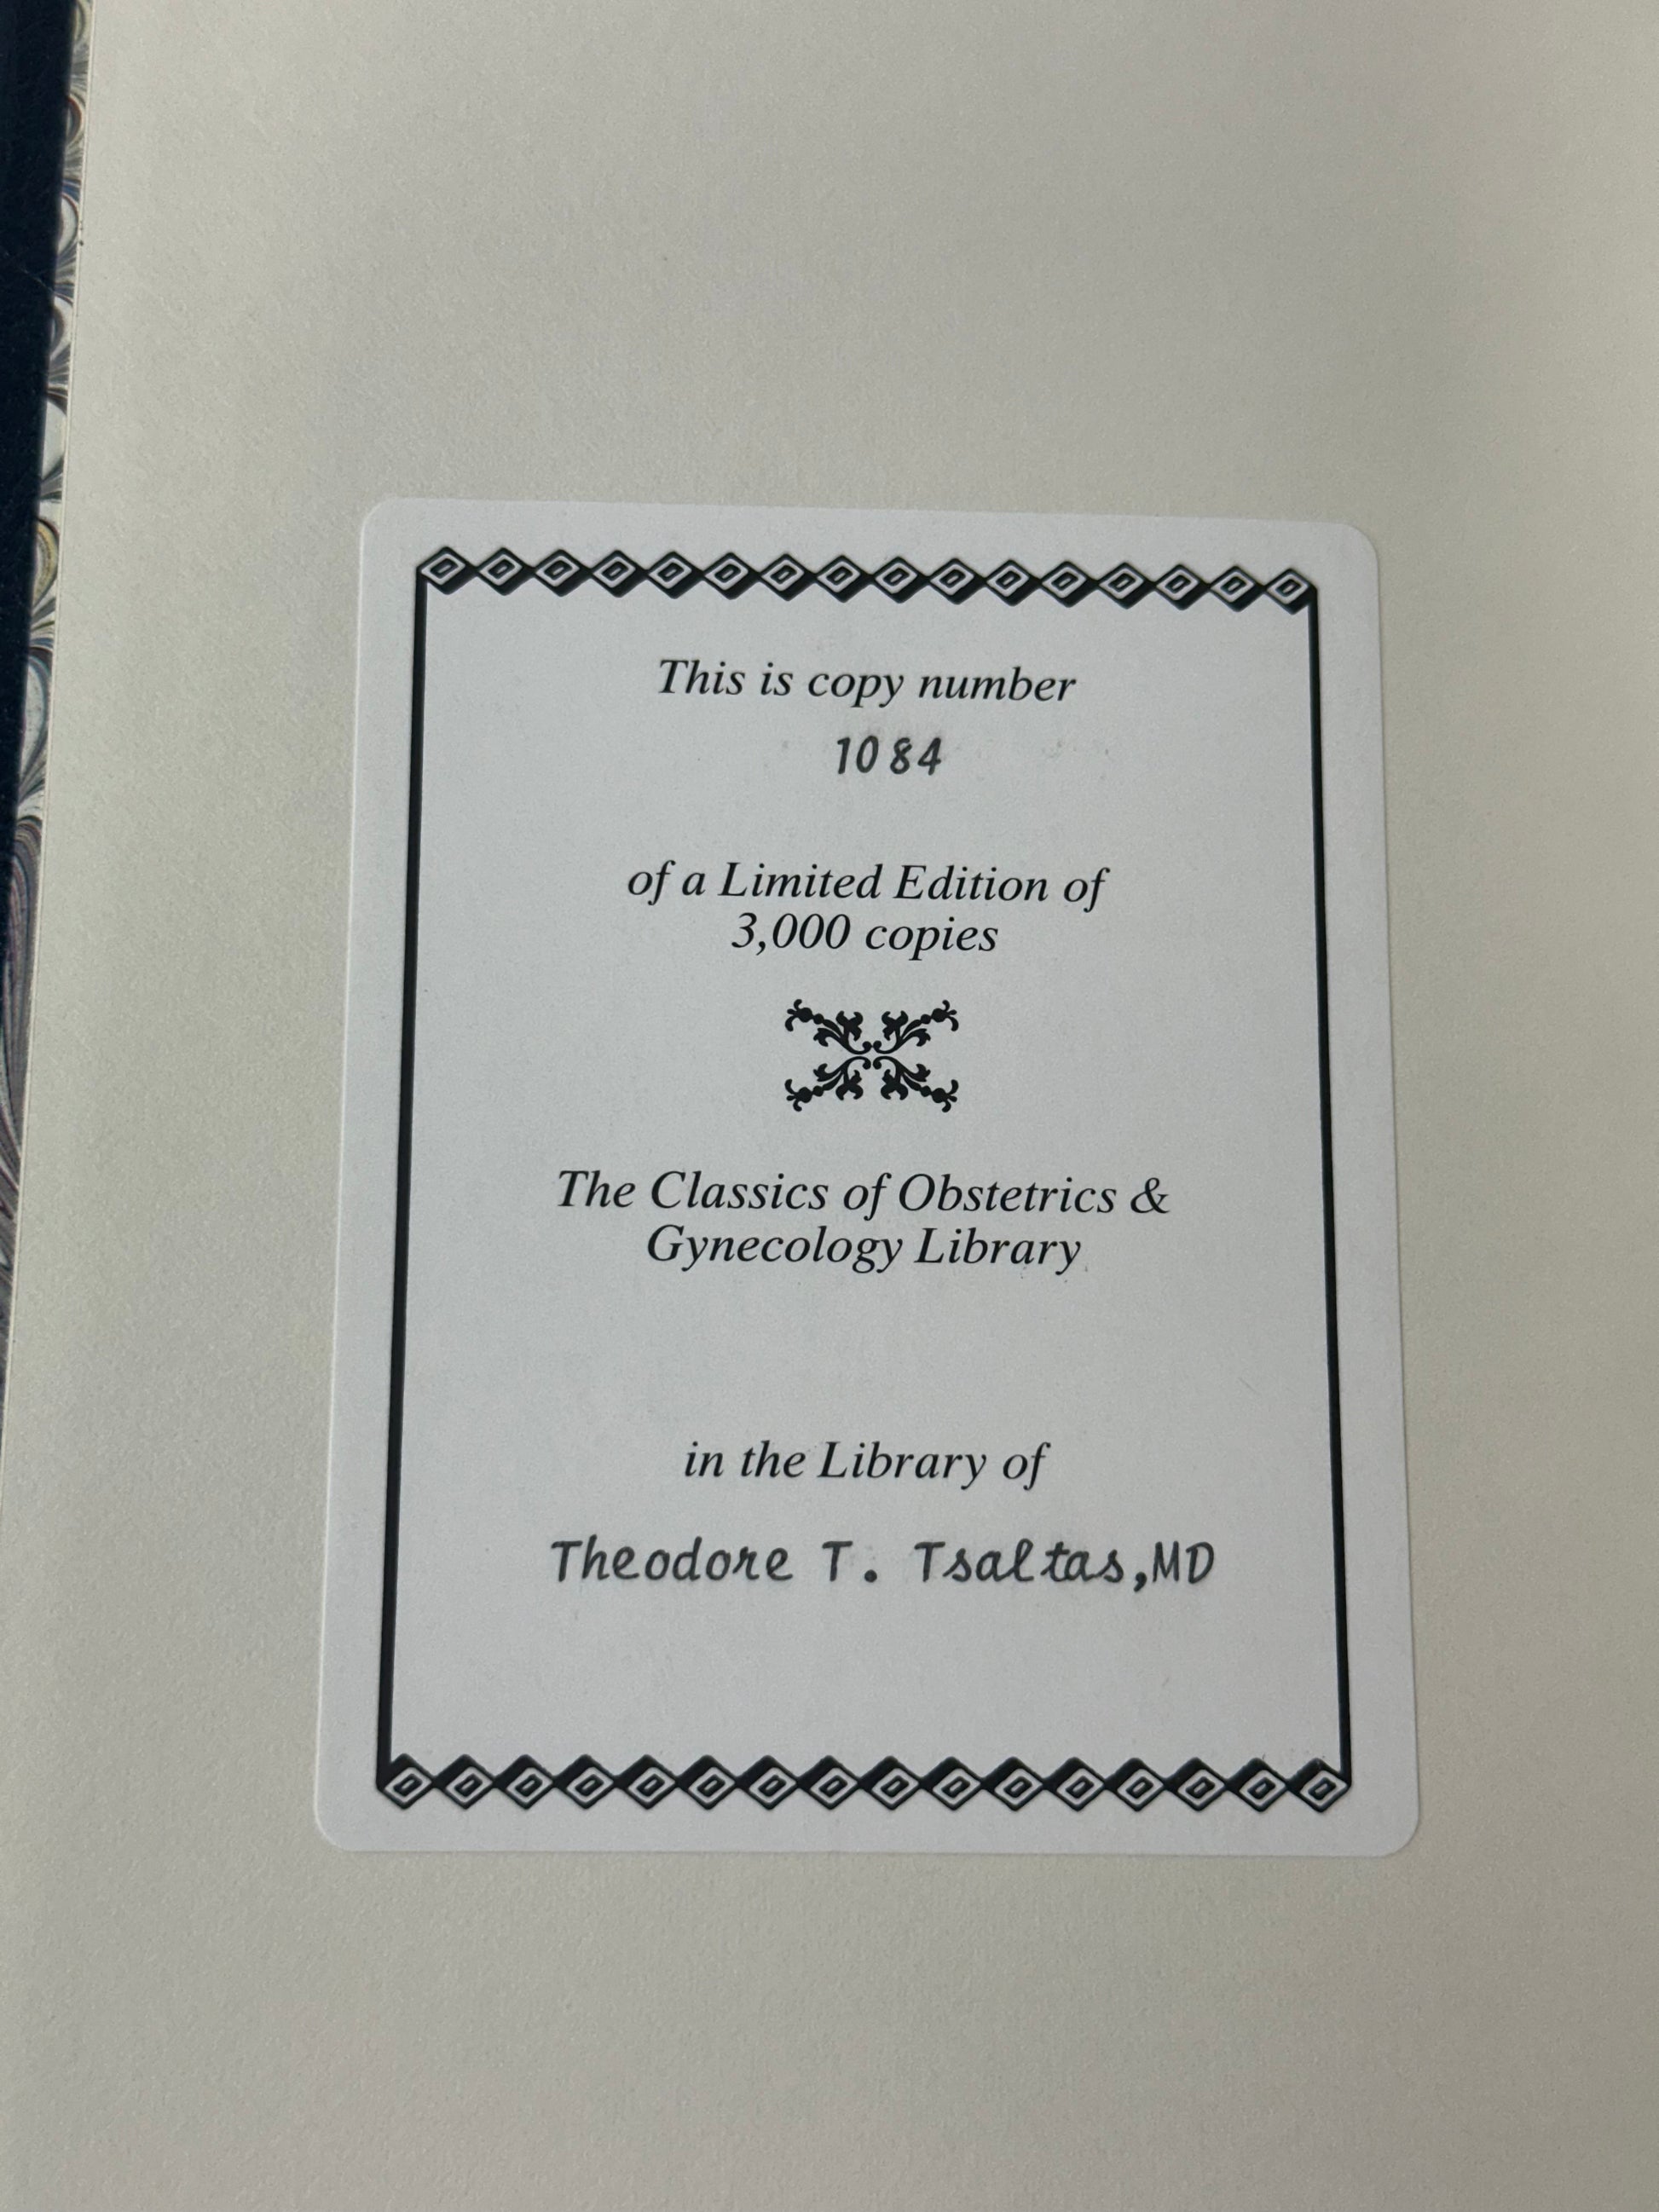 This is copy number
1084
of a Limited Edition of
3,000 copies
The Classics of Obstetrics &
Gynecology Library
in the Library of
Theodore T. Tsaltas,MD